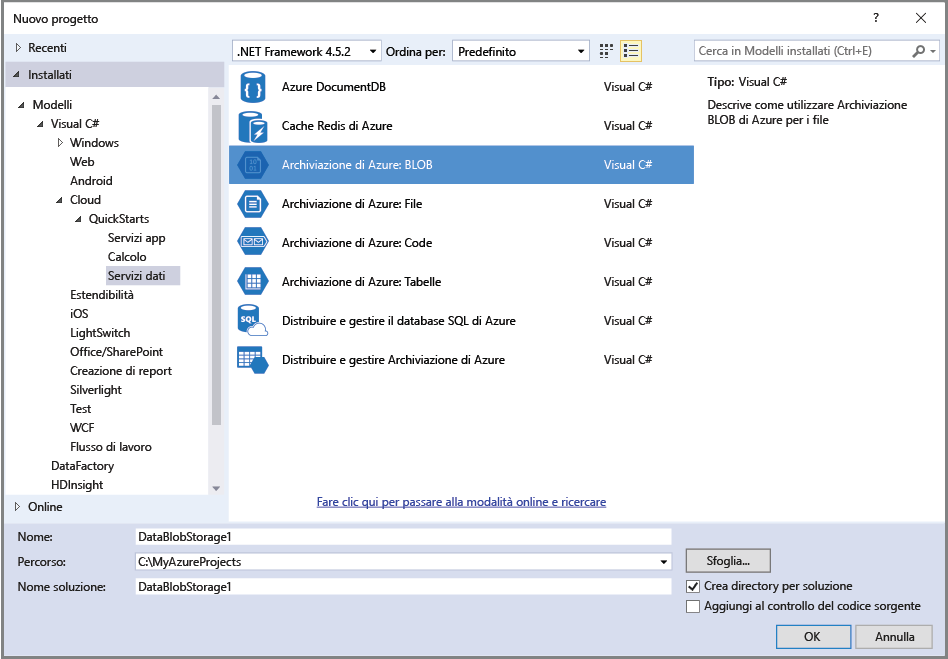 Nuovo progetto
?
Recenti
.NET Framework 4.5.2
Ordina per:
Predefinito
Cerca in Modelli installati (Ctrl+E)
Installati
Modelli
Visual C#
Windows
Web
Android
Cloud
QuickStarts
Servizi app
Calcolo
Servizi dati
Estendibilità
iOS
LightSwitch
Office/SharePoint
Creazione di report
Silverlight
Test
WCF
Flusso di lavoro
DataFactory
HDInsight
Online
Azure DocumentDB Visual C#
Cache Redis di Azure Visual C#
Archiviazione di Azure: BLOB Visual C#
Archiviazione di Azure: File Visual C#
Archiviazione di Azure: Code Visual C#
Archiviazione di Azure: Tabelle Visual C#
SQL
Distribuire e gestire il database SQL di Azure Visual C#
Distribuire e gestire Archiviazione di Azure Visual C#
Fare clic qui per passare alla modalità online e ricercare
Tipo: Visual C#
Descrive come utilizzare Archiviazione
BLOB di Azure per i file
Nome: DataBlobStorage1
Percorso: C:\MyAzureProjects
Sfoglia...
Nome soluzione: DataBlobStorage1
Crea directory per soluzione
Aggiungi al controllo del codice sorgente
OK
Annulla